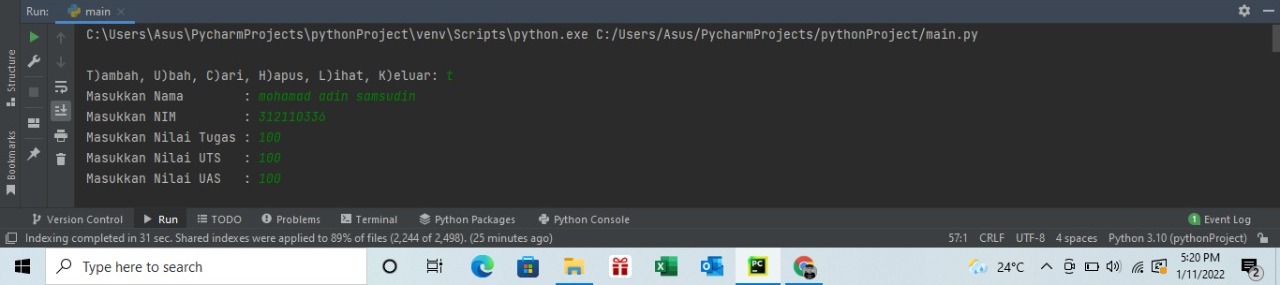 Run: main
C:\Users\Asus\PycharmProjects\pythonProject\venv\Scripts\python.exe C:/Users/Asus/PycharmProjects/pythonProject/main.py
T)ambah, U)bah, C)ari, H)apus, L)ihat, K)eluar: t
Masukkan Nama : mohamad adin samsudin
Masukkan NIM : 312110336
Masukkan Nilai Tugas : 100
Masukkan Nilai UTS : 100
Masukkan Nilai UAS : 100
Structure
Bookmarks
Version Control Run TODO Problems Terminal Python Packages Python Console 1 Event Log
Indexing completed in 31 sec. Shared indexes were applied to 89% of files (2,244 of 2,498). (25 minutes ago) 57:1 CRLF UTF-8 4 spaces Python 3.10 (pythonProject)
Type here to search PC 24°C 5:20 PM
1/11/2022 2